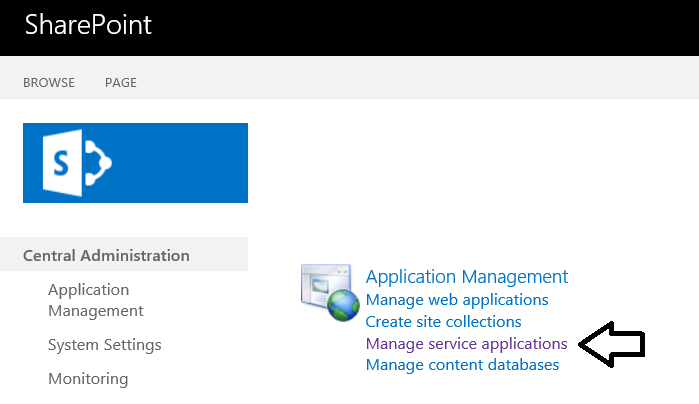 SharePoint
BROWSE PAGE
S
Central Administration
Application
Management
System Settings
Monitoring
Application Management
Manage web applications
Create site collections
Manage service applications
Manage content databases